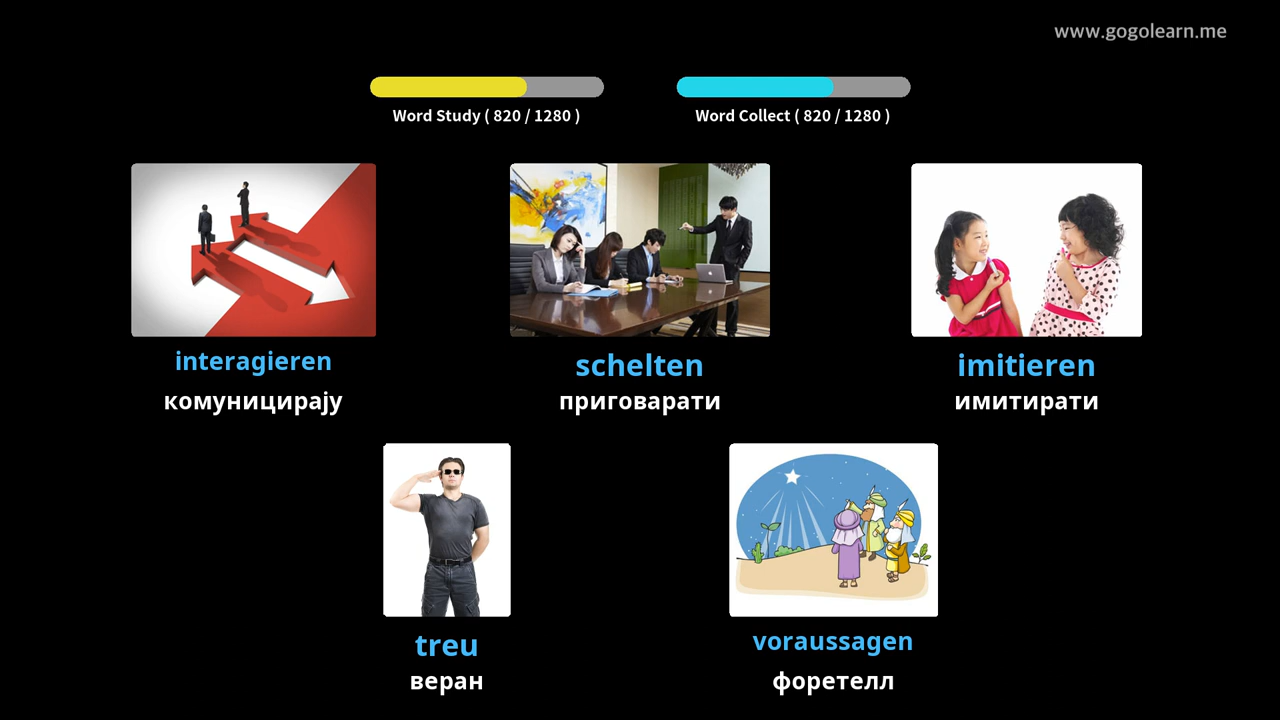 www.gogolearn.me
Word Study ( 820 / 1280 )
Word Collect ( 820 / 1280 )
interagieren
комуницирају
schelten
приговарати
imitieren
имитирати
treu
веран
voraussagen
форетелл